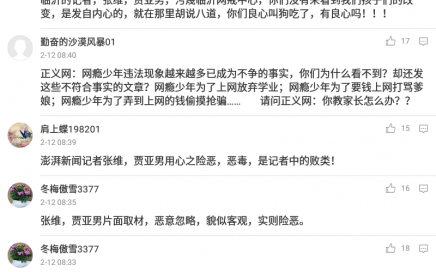 临沂的记者，张维，贾亚男，污蔑临沂网戒中心，你们没有来看到我们孩子们的改
变，是发自内心的，就在那里胡说八道，你们良心叫狗吃了，有良心吗！！！
勤奋的沙漠风暴01
17
2-12 08:40
正义网：网瘾少年违法现象越来越多已成为不争的事实，你们为什么看不到？却还发
这些不符合事实的文章？网瘾少年为了上网放弃学业；网瘾少年为了要钱上网打骂爹
娘；网瘾少年为了弄到上网的钱偷摸抢骗…… 请问正义网：你教家长怎么办？？
肩上蝶198201
15
2-12 08:39
澎湃新闻记者张维，贾亚男用心之险恶，恶毒，是记者中的败类！
冬梅傲雪3377
16
2-12 08:35
张维，贾亚男片面取材，恶意忽略，貌似客观，实则险恶。
冬梅傲雪3377
18
2-12 08:33